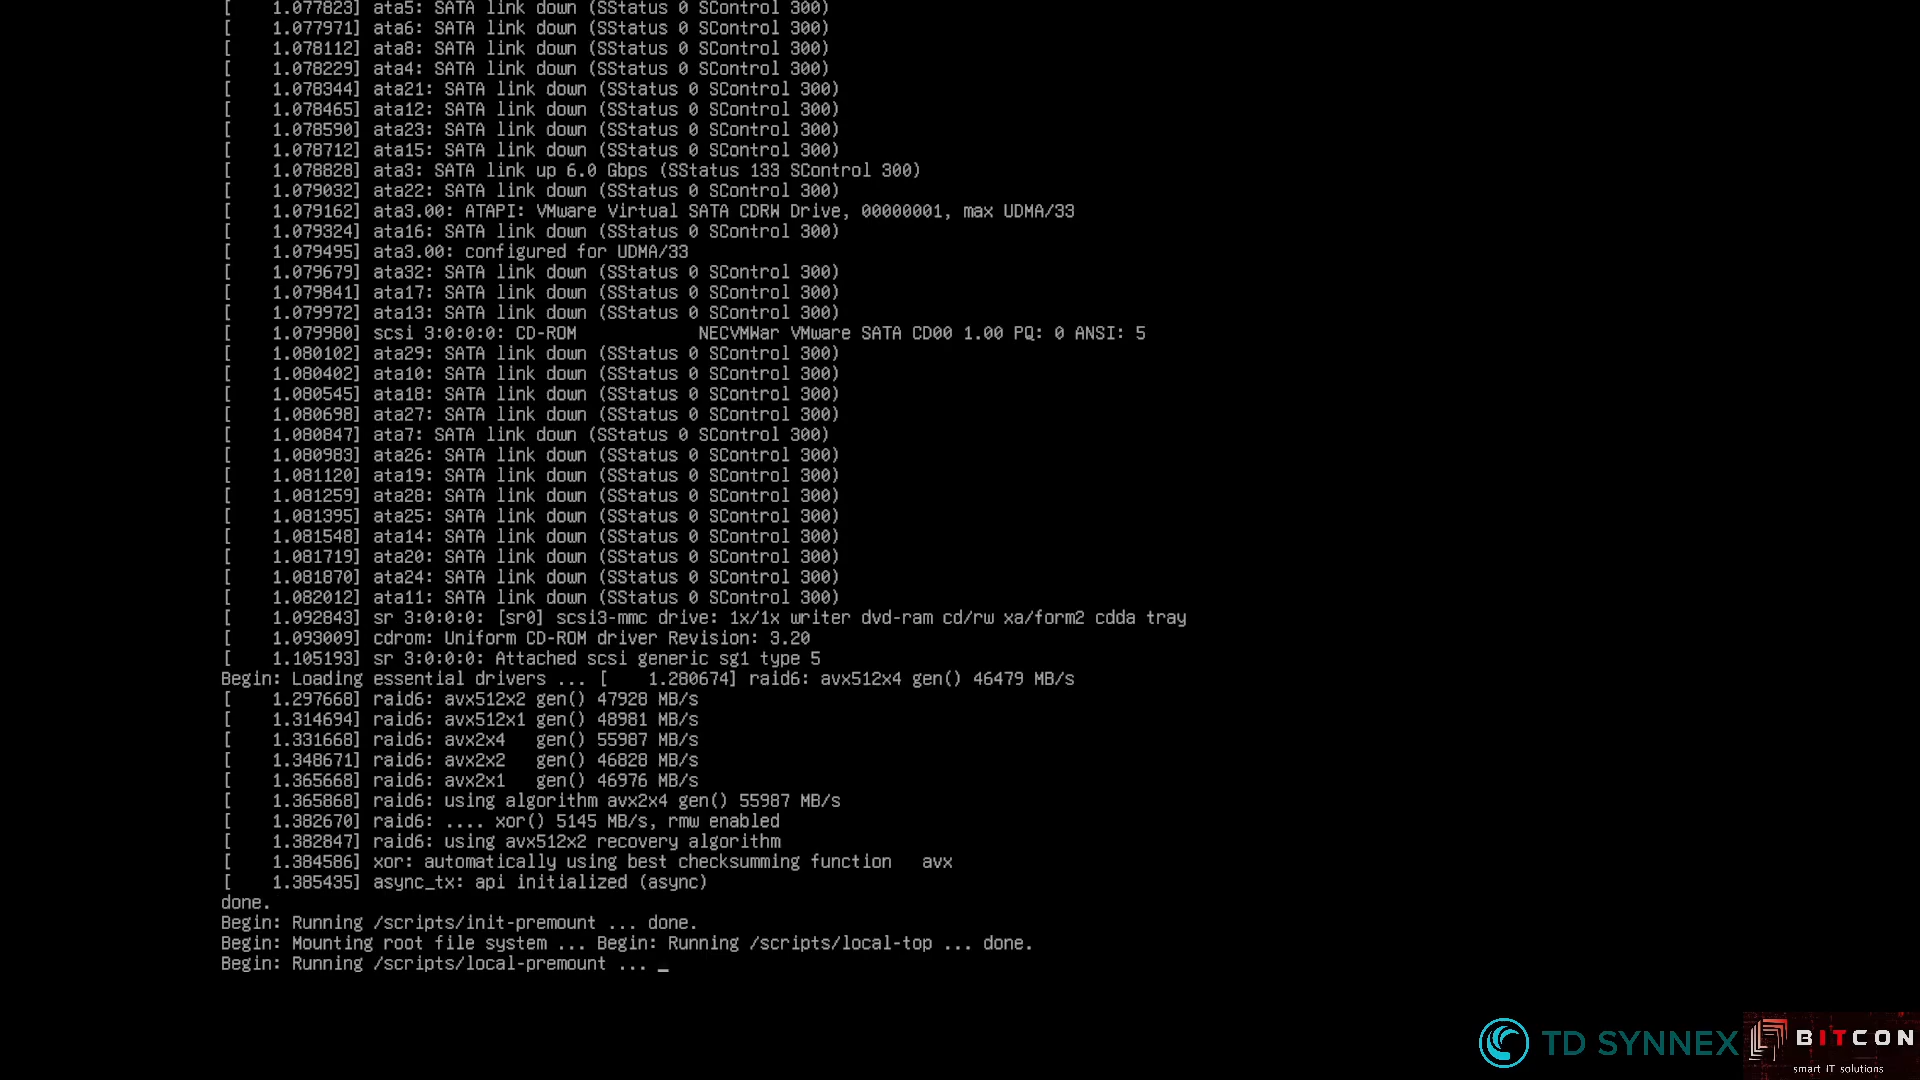 [    1.077823] ata5: SATA link down (SStatus 0 SControl 300)
[    1.077971] ata6: SATA link down (SStatus 0 SControl 300)
[    1.078112] ata8: SATA link down (SStatus 0 SControl 300)
[    1.078229] ata4: SATA link down (SStatus 0 SControl 300)
[    1.078344] ata21: SATA link down (SStatus 0 SControl 300)
[    1.078465] ata12: SATA link down (SStatus 0 SControl 300)
[    1.078590] ata23: SATA link down (SStatus 0 SControl 300)
[    1.078712] ata15: SATA link down (SStatus 0 SControl 300)
[    1.078828] ata3: SATA link up 6.0 Gbps (SStatus 133 SControl 300)
[    1.079032] ata22: SATA link down (SStatus 0 SControl 300)
[    1.079162] ata3.00: ATAPI: VMware Virtual SATA CDRW Drive, 00000001, max UDMA/33
[    1.079324] ata16: SATA link down (SStatus 0 SControl 300)
[    1.079495] ata3.00: configured for UDMA/33
[    1.079679] ata32: SATA link down (SStatus 0 SControl 300)
[    1.079841] ata17: SATA link down (SStatus 0 SControl 300)
[    1.079972] ata13: SATA link down (SStatus 0 SControl 300)
[    1.079980] scsi 3:0:0:0: CD-ROM            NECVMWar VMware SATA CD00 1.00 PQ: 0 ANSI: 5
[    1.080102] ata29: SATA link down (SStatus 0 SControl 300)
[    1.080402] ata10: SATA link down (SStatus 0 SControl 300)
[    1.080545] ata18: SATA link down (SStatus 0 SControl 300)
[    1.080698] ata27: SATA link down (SStatus 0 SControl 300)
[    1.080847] ata7: SATA link down (SStatus 0 SControl 300)
[    1.080983] ata26: SATA link down (SStatus 0 SControl 300)
[    1.081120] ata19: SATA link down (SStatus 0 SControl 300)
[    1.081259] ata28: SATA link down (SStatus 0 SControl 300)
[    1.081395] ata25: SATA link down (SStatus 0 SControl 300)
[    1.081548] ata14: SATA link down (SStatus 0 SControl 300)
[    1.081719] ata20: SATA link down (SStatus 0 SControl 300)
[    1.081870] ata24: SATA link down (SStatus 0 SControl 300)
[    1.082012] ata11: SATA link down (SStatus 0 SControl 300)
[    1.092843] sr 3:0:0:0: [sr0] scsi3-mmc drive: 1x/1x writer dvd-ram cd/rw xa/form2 cdda tray
[    1.093009] cdrom: Uniform CD-ROM driver Revision: 3.20
[    1.105193] sr 3:0:0:0: Attached scsi generic sg1 type 5
Begin: Loading essential drivers ... [    1.280674] raid6: avx512x4 gen() 46479 MB/s
[    1.297668] raid6: avx512x2 gen() 47928 MB/s
[    1.314694] raid6: avx512x1 gen() 48981 MB/s
[    1.331668] raid6: avx2x4   gen() 55987 MB/s
[    1.348671] raid6: avx2x2   gen() 46828 MB/s
[    1.365668] raid6: avx2x1   gen() 46976 MB/s
[    1.365868] raid6: using algorithm avx2x4 gen() 55987 MB/s
[    1.382670] raid6: .... xor() 5145 MB/s, rmw enabled
[    1.382847] raid6: using avx512x2 recovery algorithm
[    1.384586] xor: automatically using best checksumming function   avx
[    1.385435] async_tx: api initialized (async)
done.
Begin: Running /scripts/init-premount ... done.
Begin: Mounting root file system ... Begin: Running /scripts/local-top ... done.
Begin: Running /scripts/local-premount ... _
TD SYNNEX
BITCON
smart IT solutions